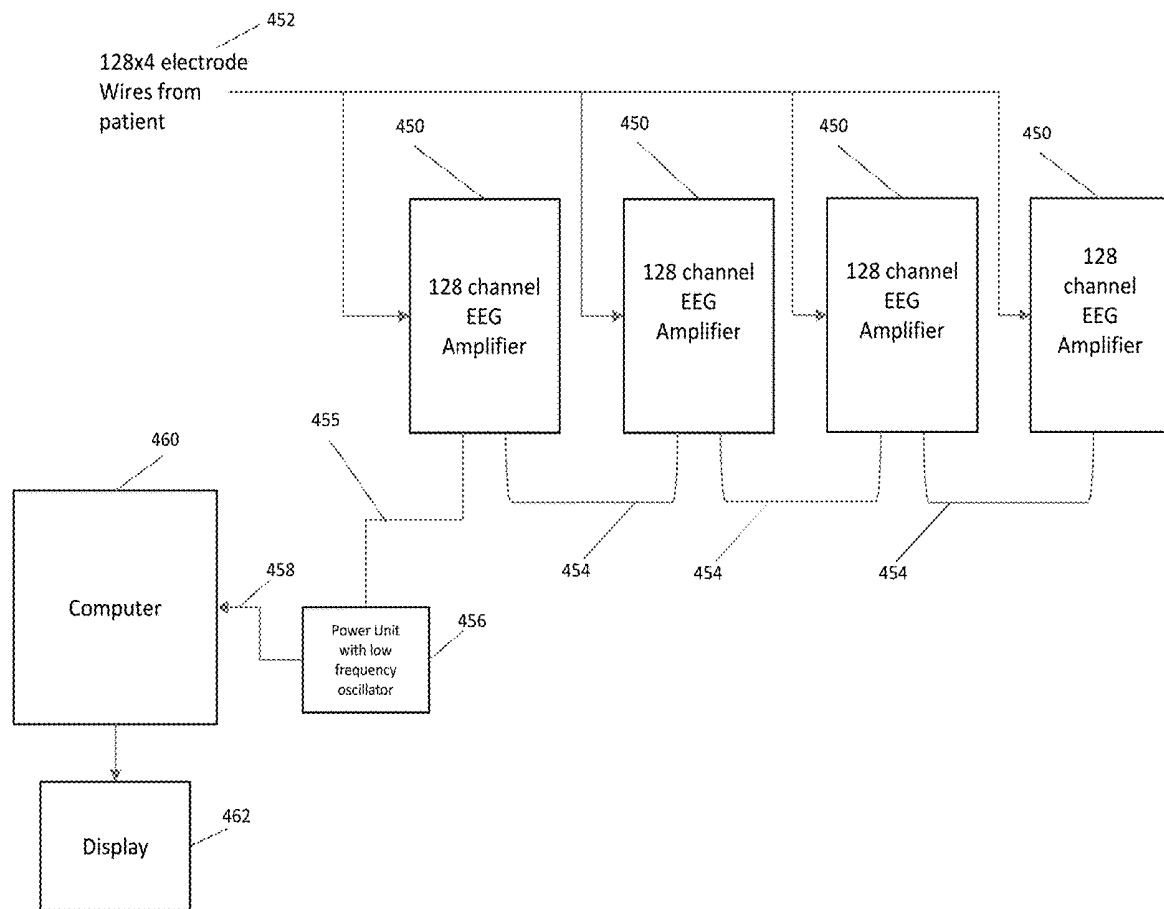 452
128x4 electrode
Wires from
patient
450
450
450
450
128 channel
EEG
Amplifier
128 channel
EEG
Amplifier
128 channel
EEG
Amplifier
128
channel
EEG
Amplifier
455
460
454
454
454
458
Computer
Power Unit
with low
frequency
oscillator
456
Display
462